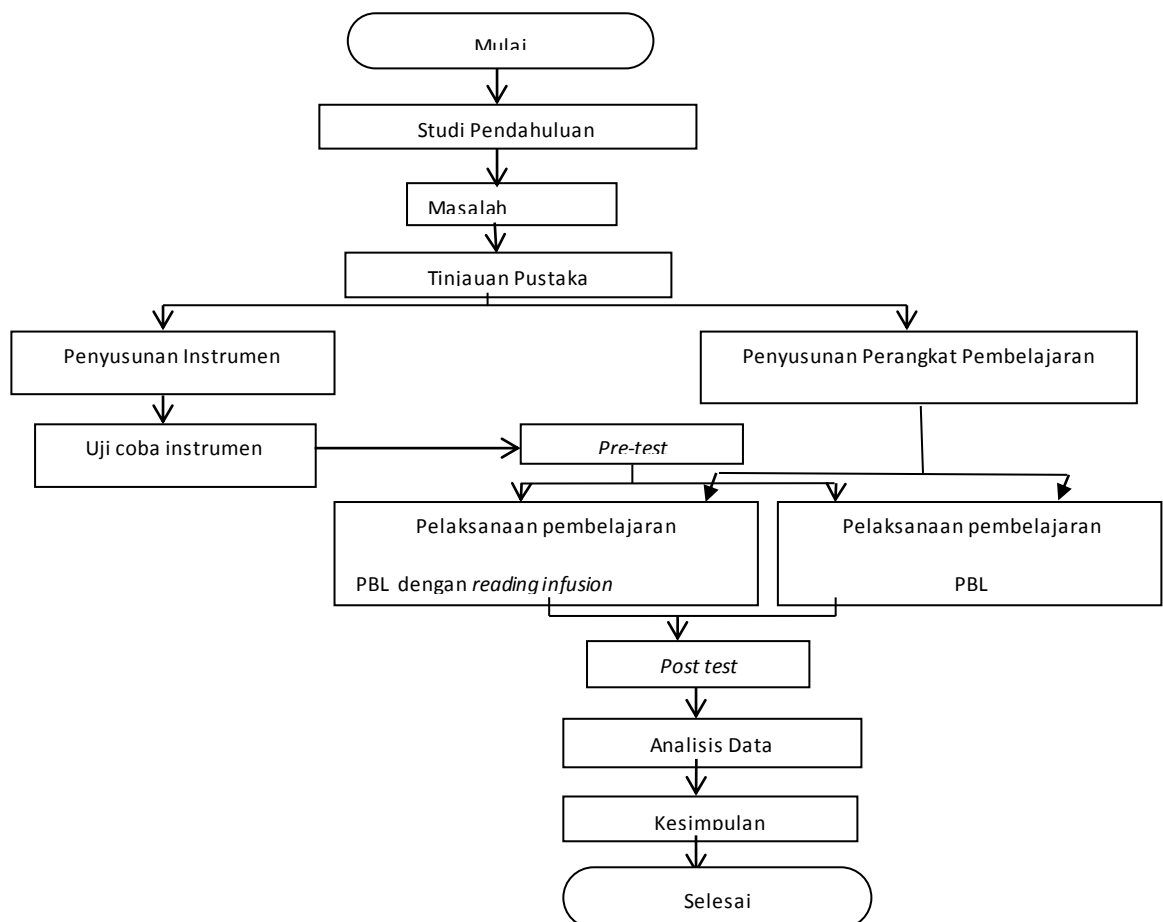 Mulai
Studi Pendahuluan
Masalah
Tinjauan Pustaka
Penyusunan Instrumen
Penyusunan Perangkat Pembelajaran
Uji coba instrumen
Pre-test
Pelaksanaan pembelajaran
PBL dengan reading infusion
Pelaksanaan pembelajaran
PBL
Post test
Analisis Data
Kesimpulan
Selesai